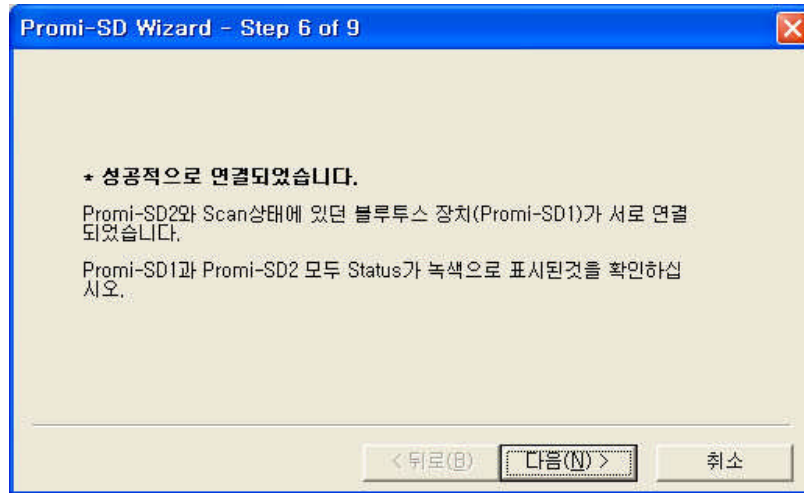 Promi-SD Wizard - Step 6 of 9
* 성공적으로 연결되었습니다.
Promi-SD2와 Scan상태에 있던 블루투스 장치(Promi-SD1)가 서로 연결
되었습니다.
Promi-SD1과 Promi-SD2 모두 Status가 녹색으로 표시된것을 확인하십
시오.
< 뒤로(B) 다음(N) > 취소